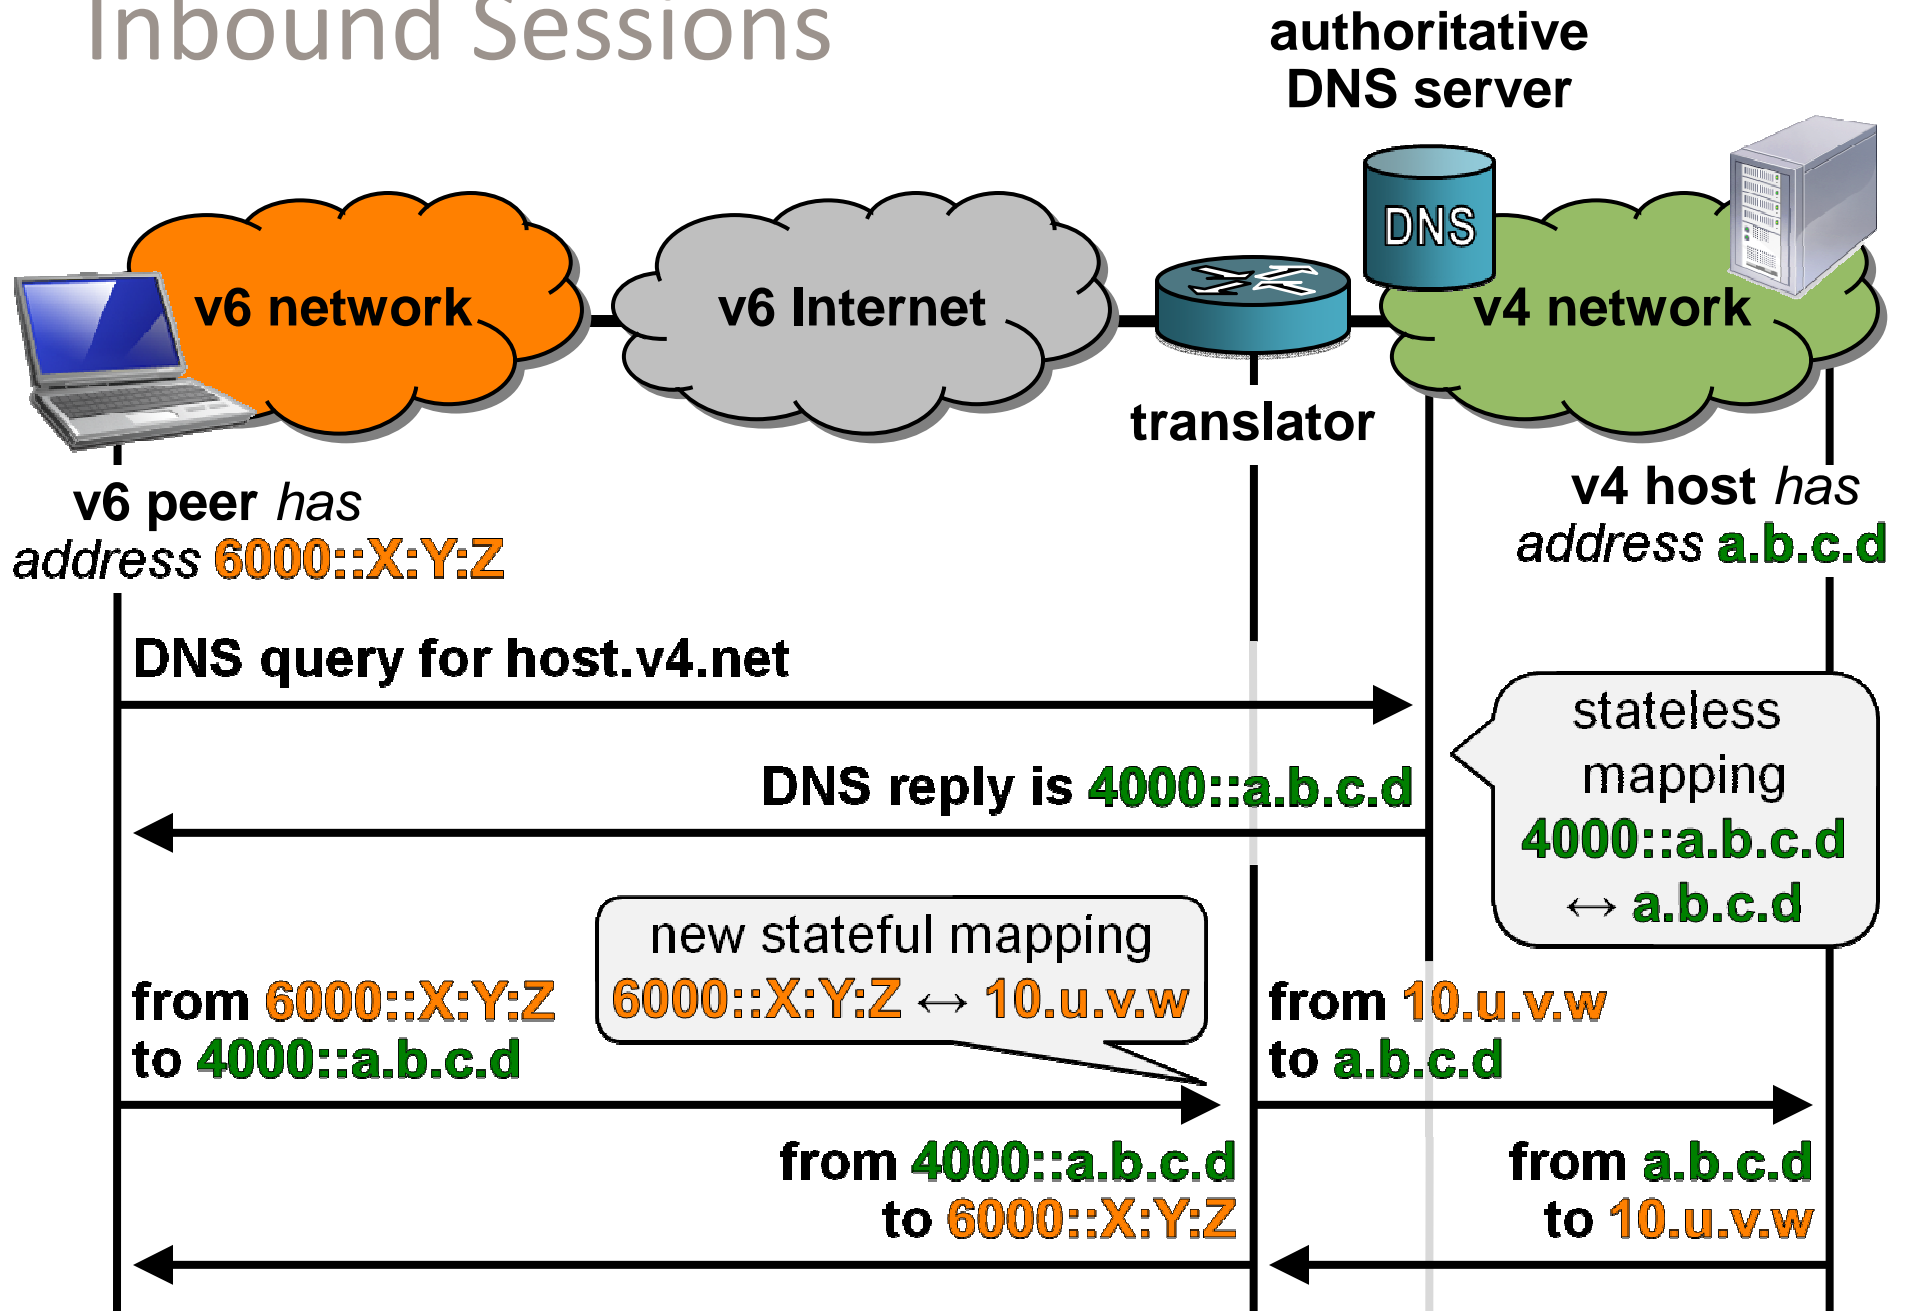 Inbound Sessions
authoritative
DNS server
DNS
v6 network
v6 Internet
v4 network
translator
v6 peer has
address 6000::X:Y:Z
v4 host has
address a.b.c.d
DNS query for host.v4.net
stateless
mapping
4000::a.b.c.d
↔ a.b.c.d
DNS reply is 4000::a.b.c.d
new stateful mapping
6000::X:Y:Z ↔ 10.u.v.w
from 6000::X:Y:Z
to 4000::a.b.c.d
from 10.u.v.w
to a.b.c.d
from 4000::a.b.c.d
to 6000::X:Y:Z
from a.b.c.d
to 10.u.v.w